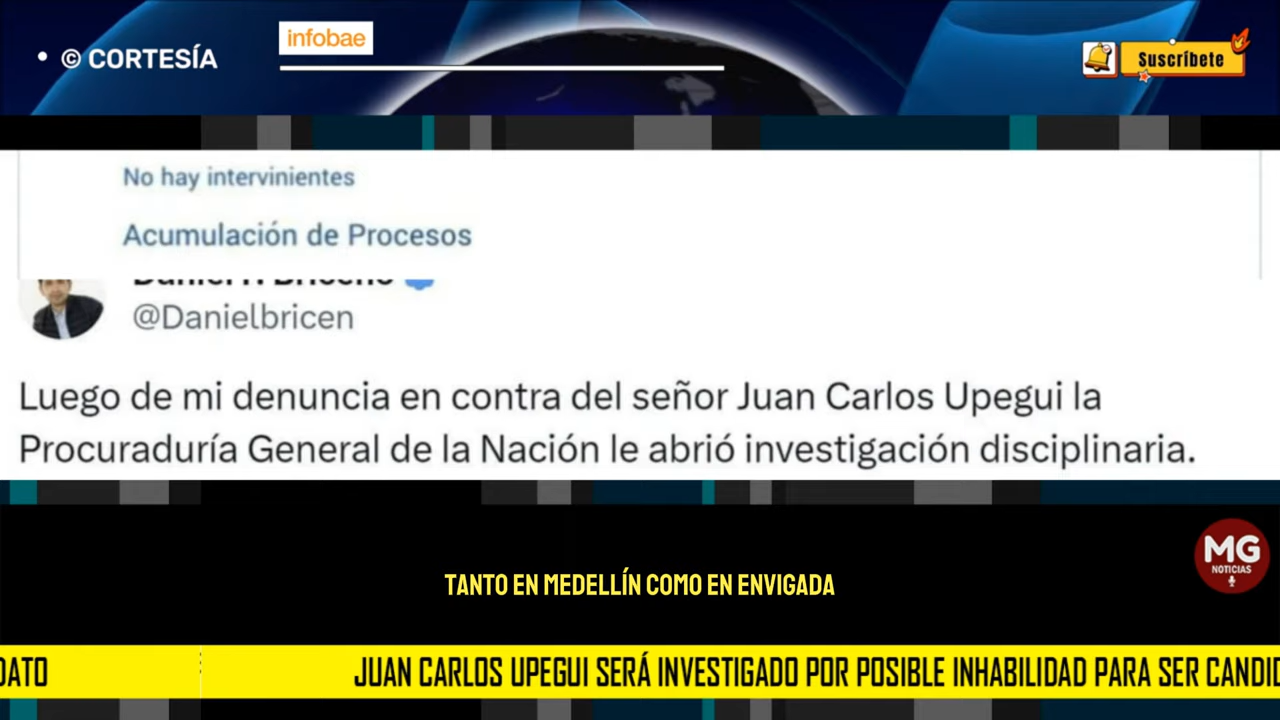 © CORTESÍA
infobae
Suscríbete
No hay intervinientes
Acumulación de Procesos
@Danielbricen
Luego de mi denuncia en contra del señor Juan Carlos Upegui la
Procuraduría General de la Nación le abrió investigación disciplinaria.
MG
NOTICIAS
TANTO EN MEDELLÍN COMO EN ENVIGADA
DATO
JUAN CARLOS UPEGUI SERÁ INVESTIGADO POR POSIBLE INHABILIDAD PARA SER CANDID